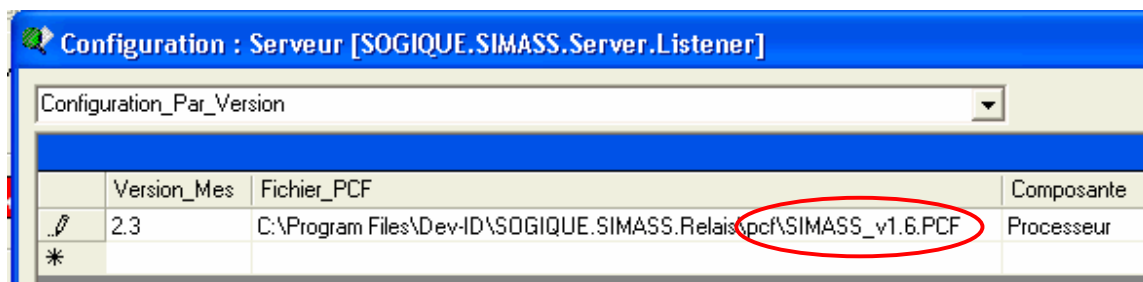 Configuration : Serveur [SOGIQUE.SIMASS.Server.Listener]
Configuration_Par_Version
Version_Mes Fichier_PCF Composante
2.3 C:\Program Files\Dev-ID\SOGIQUE.SIMASS.Relais\pcf\SIMASS_v1.6.PCF Processeur